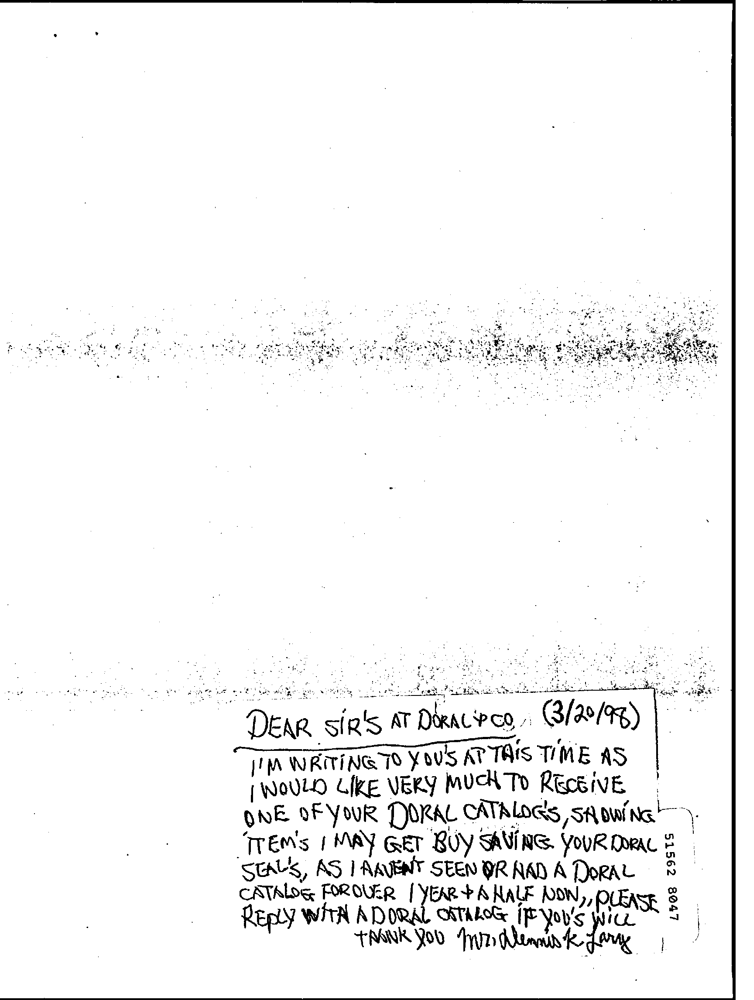 DEAR SIR'S AT DORAL & CO, (3/20/98)
I'M WRITING TO YOU'S AT THIS TIME AS
I WOULD LIKE VERY MUCH TO RECEIVE
ONE OF YOUR DORAL CATALOG'S, SHOWING
ITEM'S I MAY GET BUY SAVING YOUR DORAL
SEAL'S, AS I HAVEN'T SEEN OR HAD A DORAL
CATALOG FOR OVER 1 YEAR + A HALF NOW,, PLEASE
REPLY WITH A DORAL CATALOG IF YOU'S WILL
THANK YOU Mr. Dennis K.
51562 8047